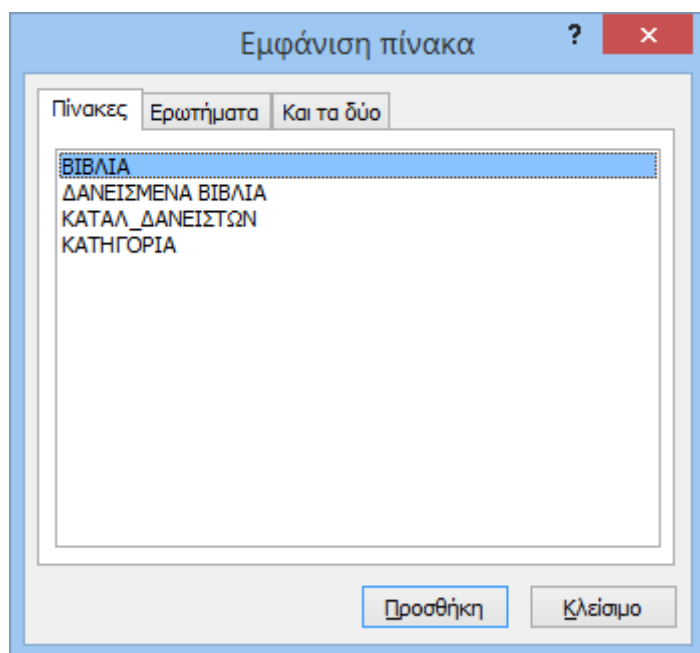 Εμφάνιση πίνακα ? ×
Πίνακες Ερωτήματα Και τα δύο
ΒΙΒΛΙΑ
ΔΑΝΕΙΣΜΕΝΑ ΒΙΒΛΙΑ
ΚΑΤΑΛ_ΔΑΝΕΙΣΤΩΝ
ΚΑΤΗΓΟΡΙΑ
Προσθήκη Κλείσιμο